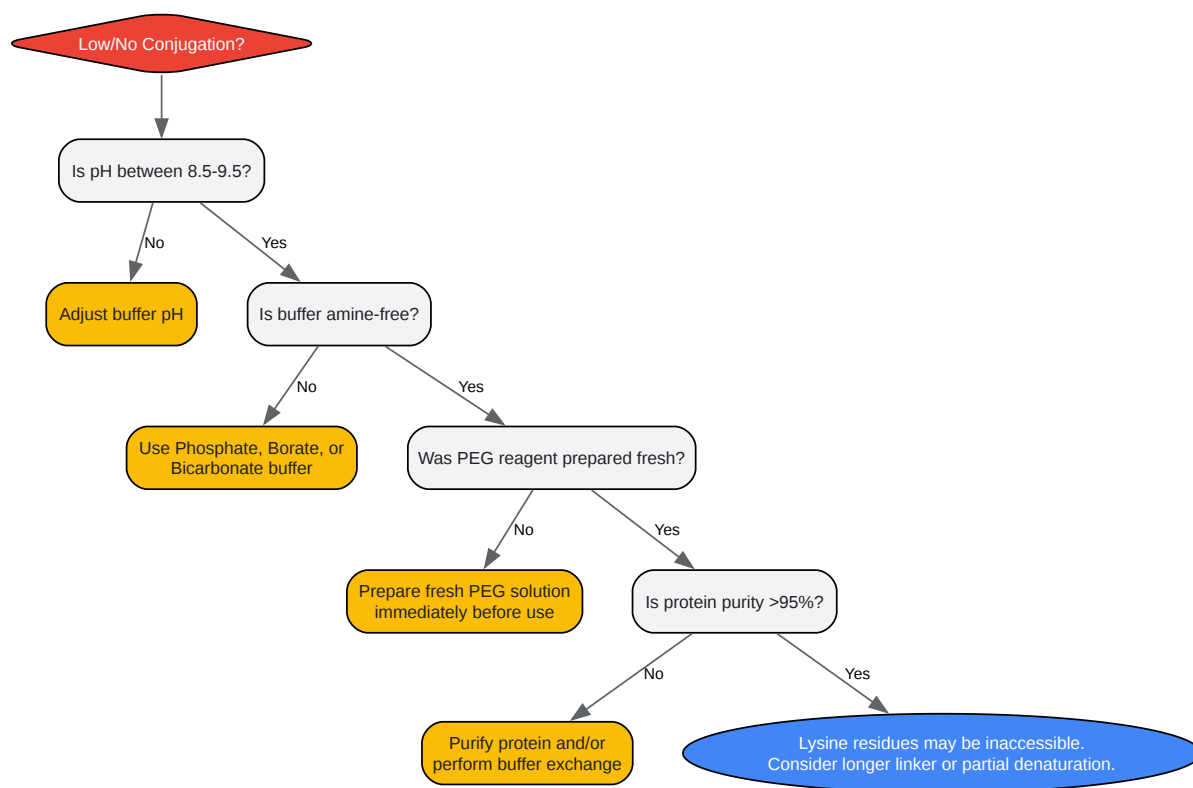 Low/No Conjugation?
Is pH between 8.5-9.5?
No
Yes
Adjust buffer pH
Is buffer amine-free?
No
Yes
Use Phosphate, Borate, or
Bicarbonate buffer
Was PEG reagent prepared fresh?
No
Yes
Prepare fresh PEG solution
immediately before use
Is protein purity >95%?
No
Yes
Purify protein and/or
perform buffer exchange
Lysine residues may be inaccessible.
Consider longer linker or partial denaturation.